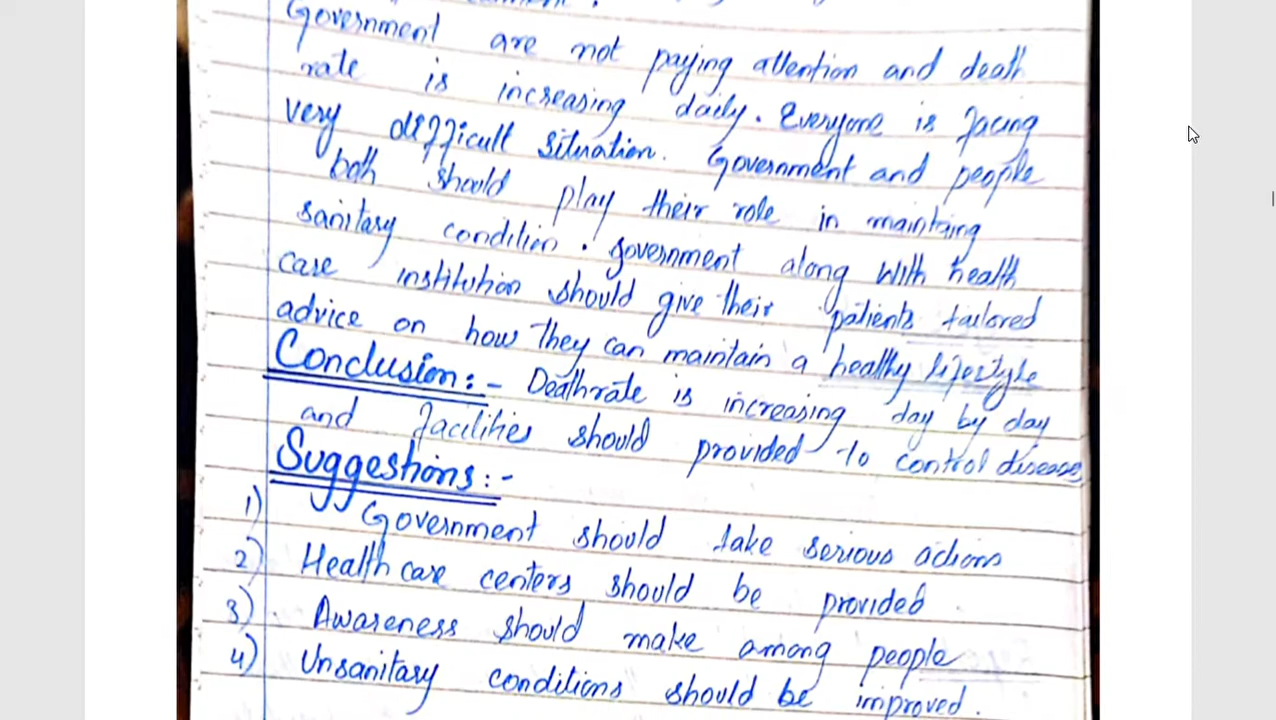 Government are not paying attention and death
rate is increasing daily. Everyone is facing
very difficult situation. Government and people
both should play their role in maintaing
sanitary condition. government along with health
care institution should give their patients tailored
advice on how they can maintain a healthy lifestyle
Conclusion:- Deathrate is increasing day by day
and facilities should provided to control diseases
Suggestions:-
1) Government should take serious actions
2) Health care centers should be provided.
3) Awareness should make among people
4) Unsanitary conditions should be improved.